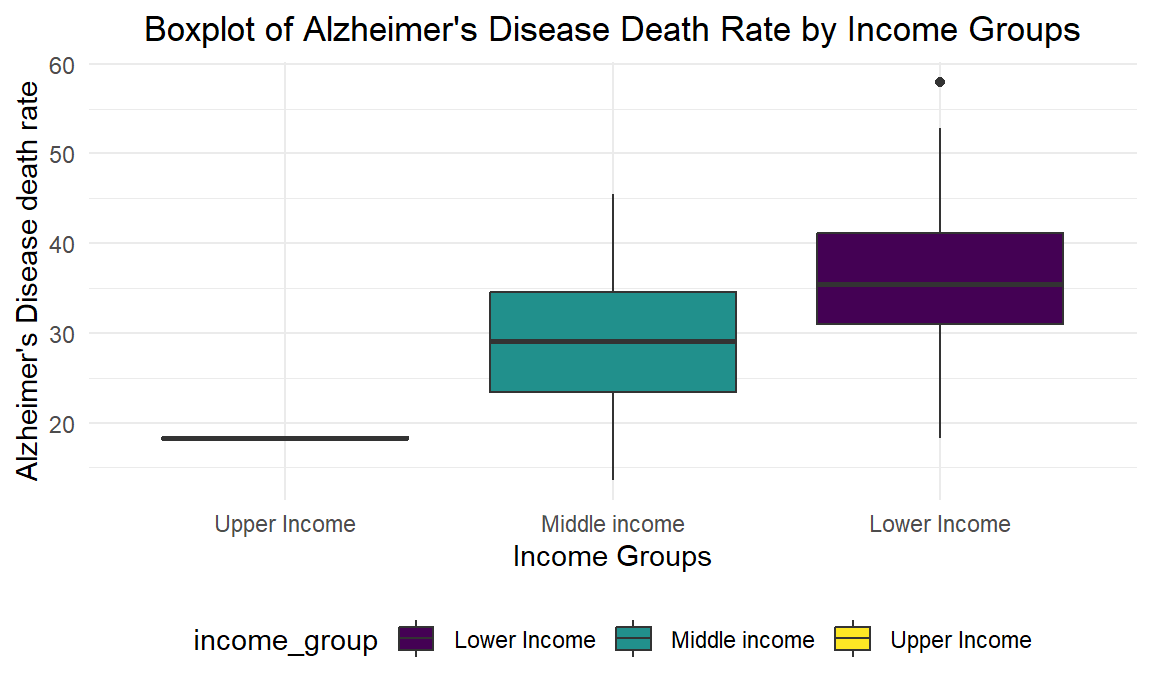 Boxplot of Alzheimer's Disease Death Rate by Income Groups
Alzheimer's Disease death rate
60
50
40
30
20
Upper Income Middle income Lower Income
Income Groups
income_group Lower Income Middle income Upper Income